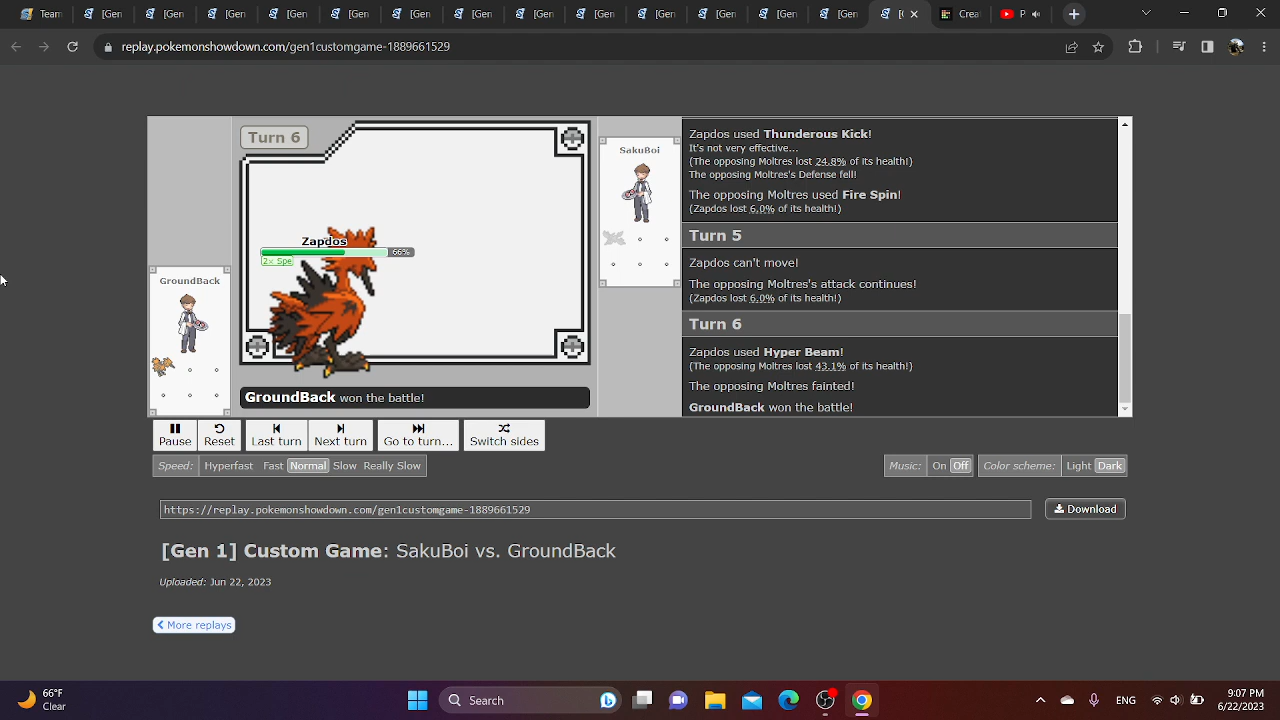 Team
[Gen
[Gen
[Gen
[Gen
[Gen
[Gen
[Gen
[Gen
[Gen
[Gen
[Gen
[Gen
[Gen
[G
Crea
P
replay.pokemonshowdown.com/gen1customgame-1889661529
Turn 6
Zapdos
66%
2× Spe
GroundBack
SakuBoi
GroundBack won the battle!
Zapdos used Thunderous Kick!
It's not very effective...
(The opposing Moltres lost 24.8% of its health!)
The opposing Moltres's Defense fell!
The opposing Moltres used Fire Spin!
(Zapdos lost 6.0% of its health!)
Turn 5
Zapdos can't move!
The opposing Moltres's attack continues!
(Zapdos lost 6.0% of its health!)
Turn 6
Zapdos used Hyper Beam!
(The opposing Moltres lost 43.1% of its health!)
The opposing Moltres fainted!
GroundBack won the battle!
Pause
Reset
Last turn
Next turn
Go to turn...
Switch sides
Speed: Hyperfast Fast Normal Slow Really Slow
Music: On Off
Color scheme: Light Dark
https://replay.pokemonshowdown.com/gen1customgame-1889661529
Download
[Gen 1] Custom Game: SakuBoi vs. GroundBack
Uploaded: Jun 22, 2023
More replays
66°F
Clear
Search
ENG
9:07 PM
6/22/2023